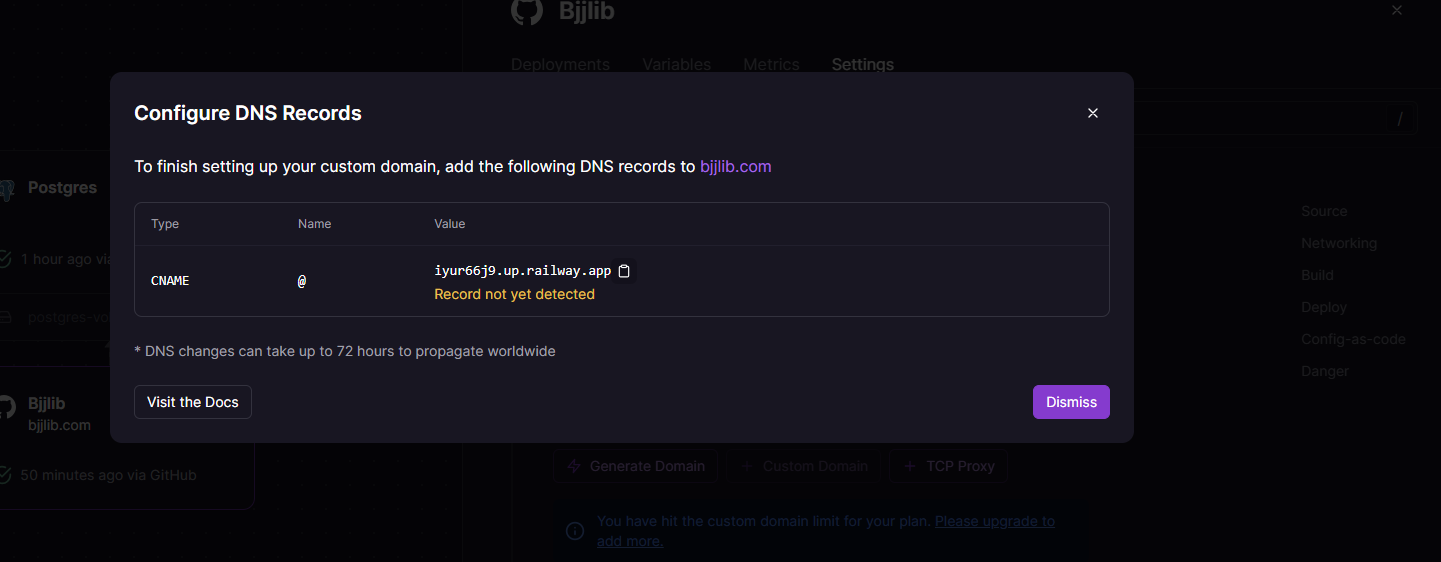 Bjjlib
Deployments Variables Metrics Settings
/
Configure DNS Records
To finish setting up your custom domain, add the following DNS records to bjjlib.com
Type Name Value
CNAME @ iyur66j9.up.railway.app
Record not yet detected
* DNS changes can take up to 72 hours to propagate worldwide
Visit the Docs Dismiss
Postgres
1 hour ago via
postgres-vo
Bjjlib
bjjlib.com
50 minutes ago via GitHub
Source
Networking
Build
Deploy
Config-as-code
Danger
Generate Domain + Custom Domain + TCP Proxy
You have hit the custom domain limit for your plan. Please upgrade to
add more.